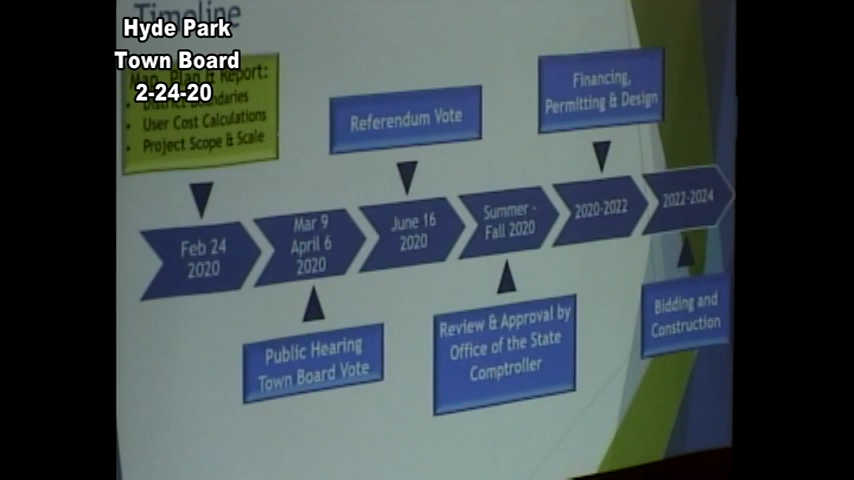 Timeline
Hyde Park
Town Board
2-24-20
Map, Plan & Report:
• District Boundaries
• User Cost Calculations
• Project Scope & Scale
Referendum Vote
Financing,
Permitting & Design
Feb 24
2020
Mar 9
April 6
2020
June 16
2020
Summer -
Fall 2020
2020-2022
2022-2024
Public Hearing
Town Board Vote
Review & Approval by
Office of the State
Comptroller
Bidding and
Construction